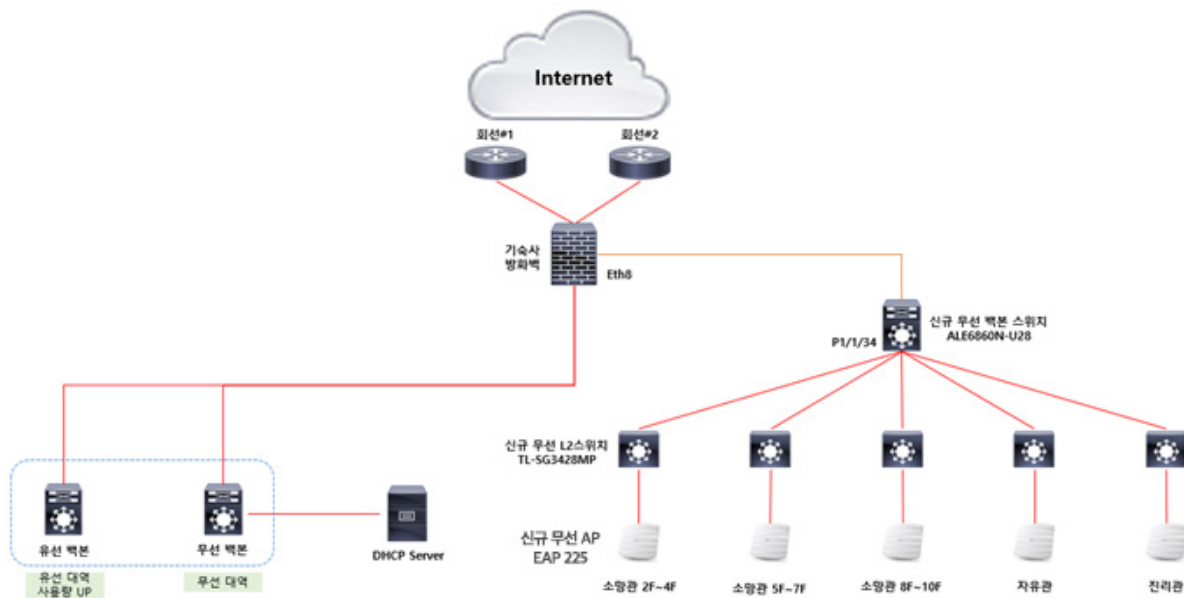 Internet
회선#1
회선#2
기숙사
방화벽
Eth8
신규 무선 백본 스위치
ALE6860N-U28
P1/1/34
신규 무선 L2스위치
TL-SG3428MP
유선 백본
무선 백본
DHCP Server
신규 무선 AP
EAP 225
유선 대역
사용량 UP
무선 대역
소망관 2F~4F
소망관 5F~7F
소망관 8F~10F
자유관
진리관